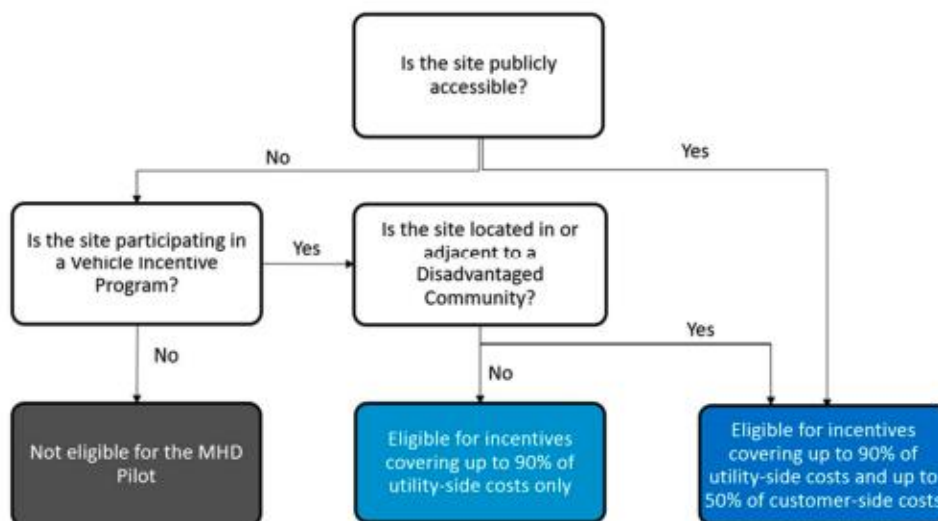 Is the site publicly
accessible?
No
Yes
Is the site participating in
a Vehicle Incentive
Program?
Yes
Is the site located in or
adjacent to a
Disadvantaged
Community?
Yes
No
No
Not eligible for the MHD
Pilot
Eligible for incentives
covering up to 90% of
utility-side costs only
Eligible for incentives
covering up to 90% of
utility-side costs and up to
50% of customer-side costs